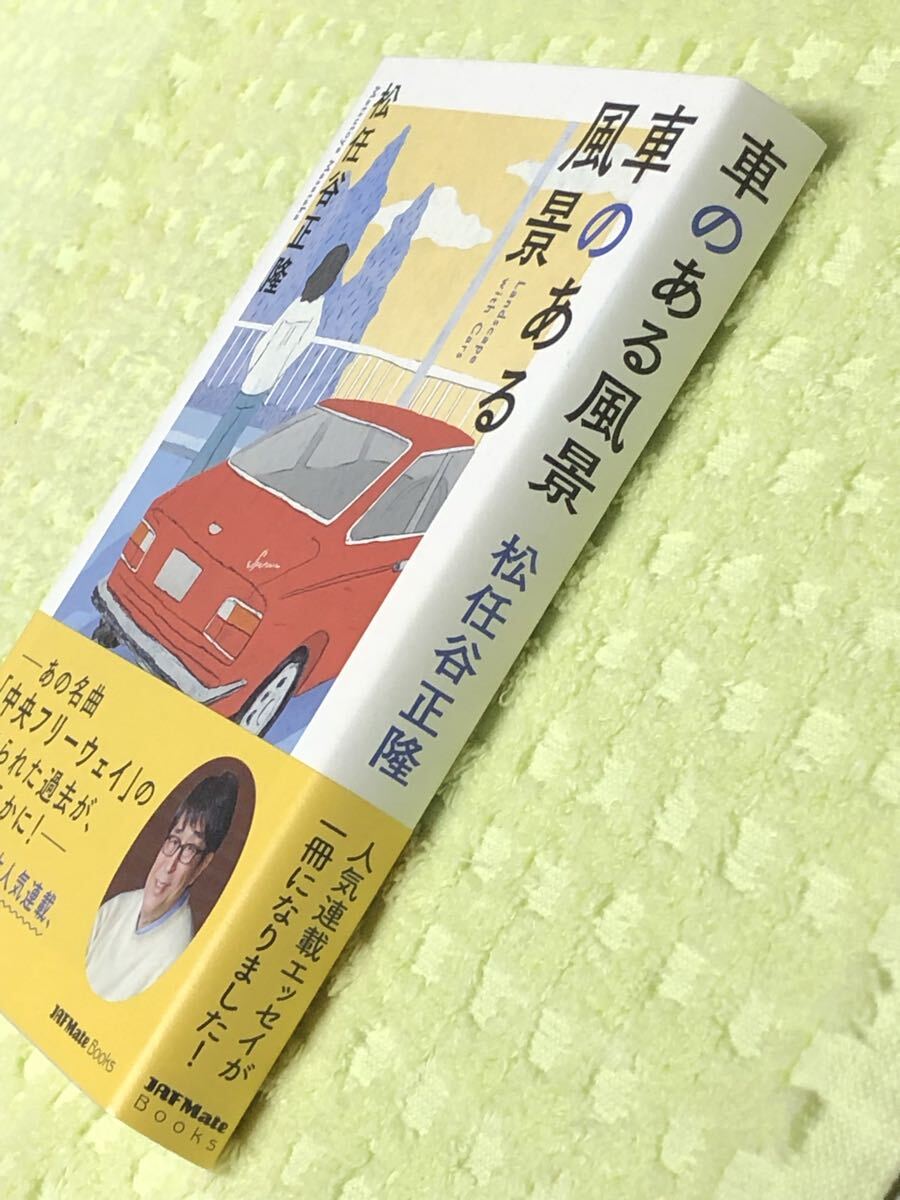 車のある
風景
Landscape
with Cars
松任谷正隆
Matsutoya Masataka
―あの名曲
「中央フリーウェイ」の
られた過去が、
かに!―
人気連載、
JAFMate Books
車のある風景 松任谷正隆
人気連載エッセイが
一冊になりました!
JAFMate
Books